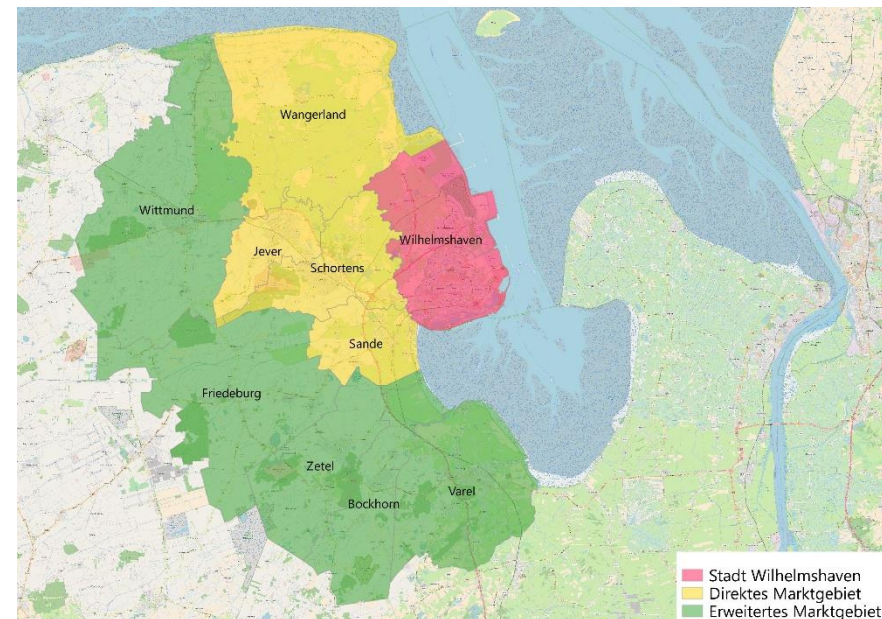 Wangerland
Wittmund
Wilhelmshaven
Jever
Schortens
Sande
Friedeburg
Zetel
Varel
Bockhorn
Stadt Wilhelmshaven
Direktes Marktgebiet
Erweitertes Marktgebiet